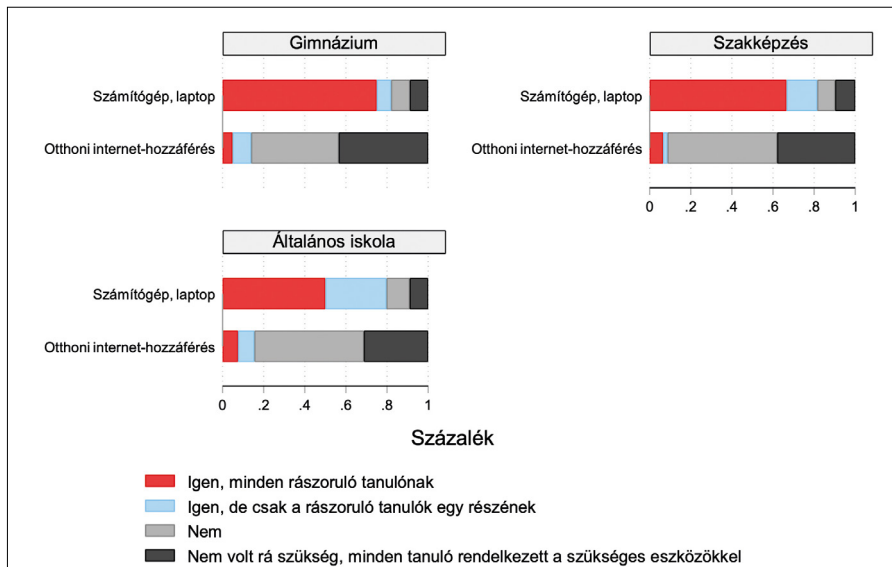 Gimnázium
Számítógép, laptop
Otthoni internet-hozzáférés
Szakképzés
Számítógép, laptop
Otthoni internet-hozzáférés
0 .2 .4 .6 .8 1
Általános iskola
Számítógép, laptop
Otthoni internet-hozzáférés
0 .2 .4 .6 .8 1
Százalék
Igen, minden rászoruló tanulónak
Igen, de csak a rászoruló tanulók egy részének
Nem
Nem volt rá szükség, minden tanuló rendelkezett a szükséges eszközökkel